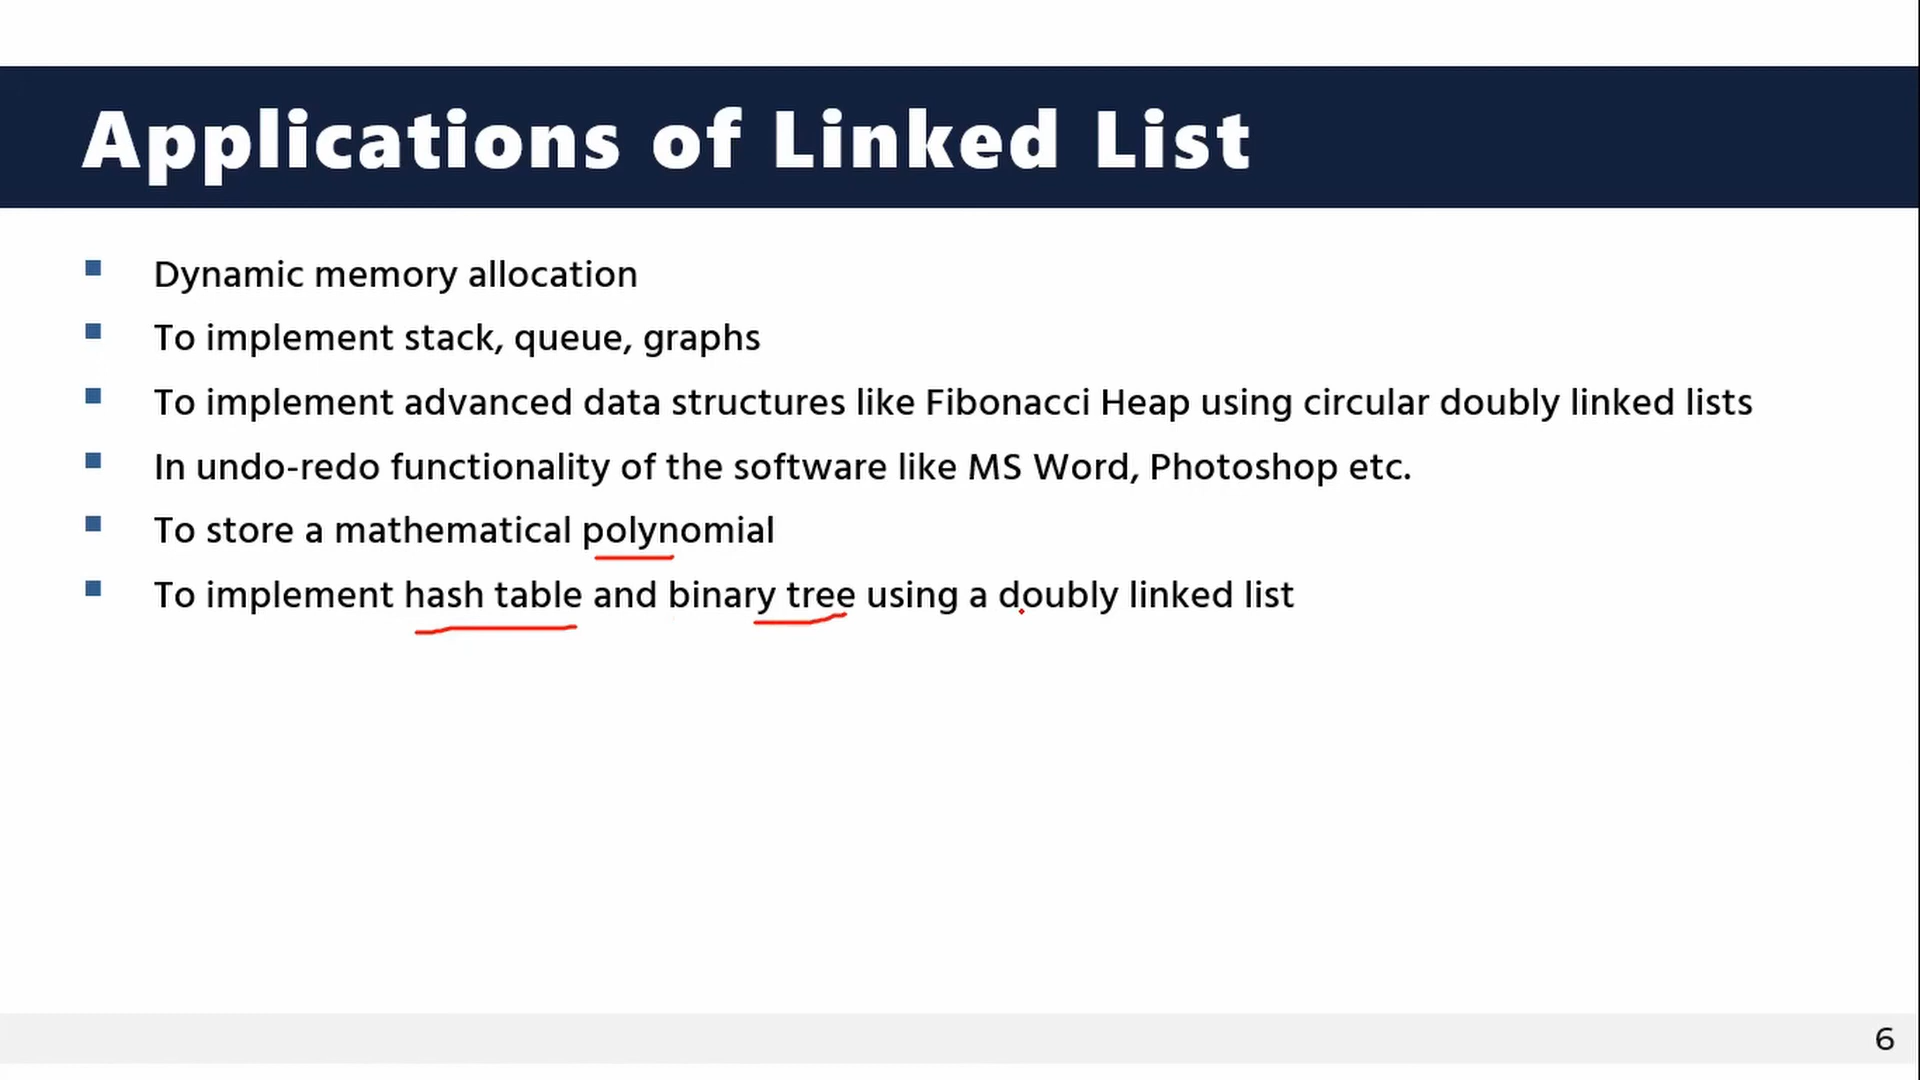 Applications of Linked List
Dynamic memory allocation
To implement stack, queue, graphs
To implement advanced data structures like Fibonacci Heap using circular doubly linked lists
In undo-redo functionality of the software like MS Word, Photoshop etc.
To store a mathematical polynomial
To implement hash table and binary tree using a doubly linked list
6